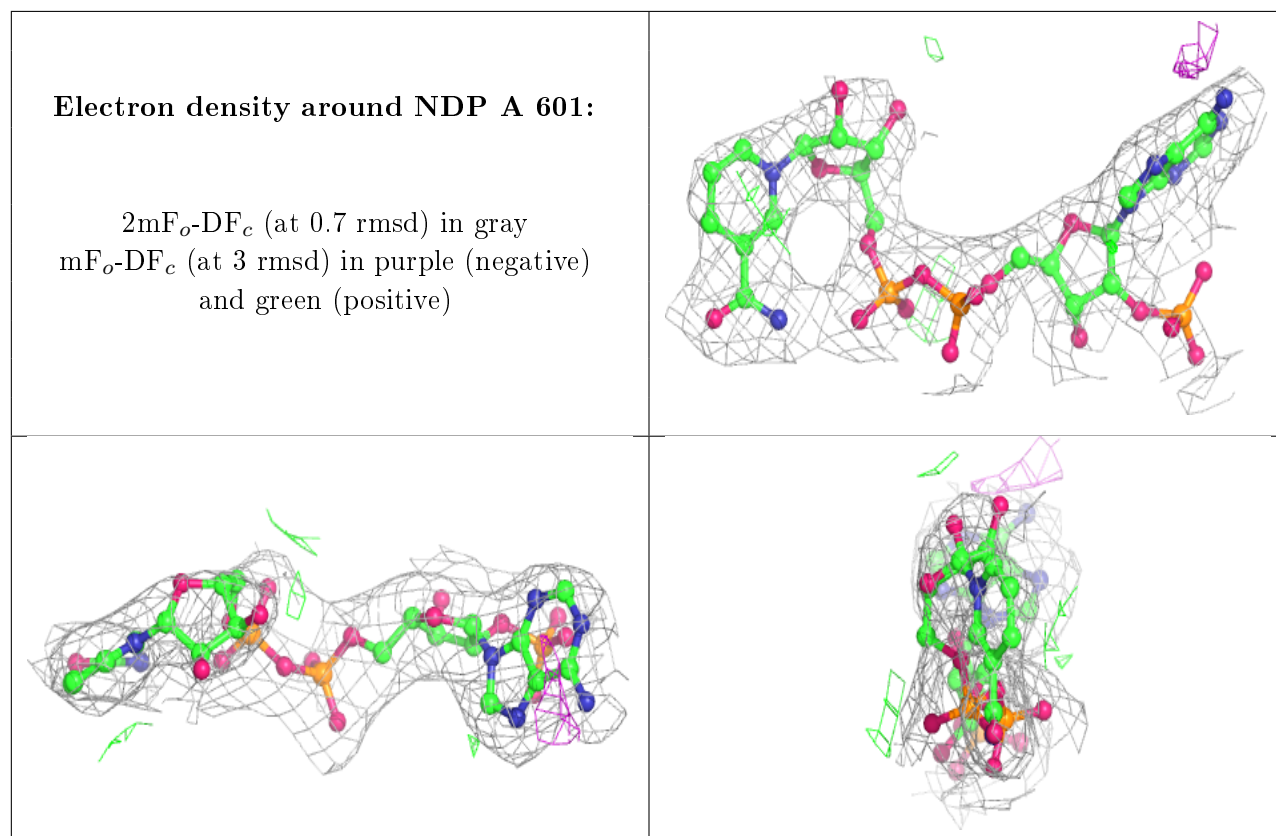 Electron density around NDP A 601:
2mFo-DFc (at 0.7 rmsd) in gray
mFo-DFc (at 3 rmsd) in purple (negative)
and green (positive)